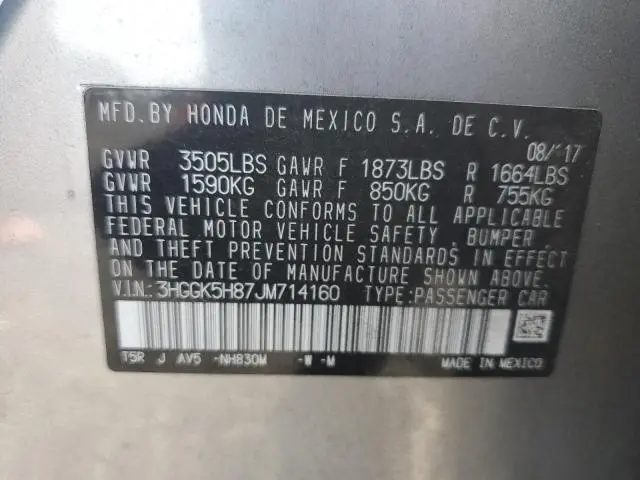 MFD. BY HONDA DE MEXICO S.A. DE C.V.
08/17
GVWR 3505LBS GAWR F 1873LBS R 1664LBS
GVWR 1590KG GAWR F 850KG R 755KG
THIS VEHICLE CONFORMS TO ALL APPLICABLE
FEDERAL MOTOR VEHICLE SAFETY, BUMPER,
AND THEFT PREVENTION STANDARDS IN EFFECT
ON THE DATE OF MANUFACTURE SHOWN ABOVE.
V.I.N.: 3HGGK5H87JM714160 TYPE: PASSENGER CAR
T5R J AV5 -NH830M -W -M MADE IN MEXICO